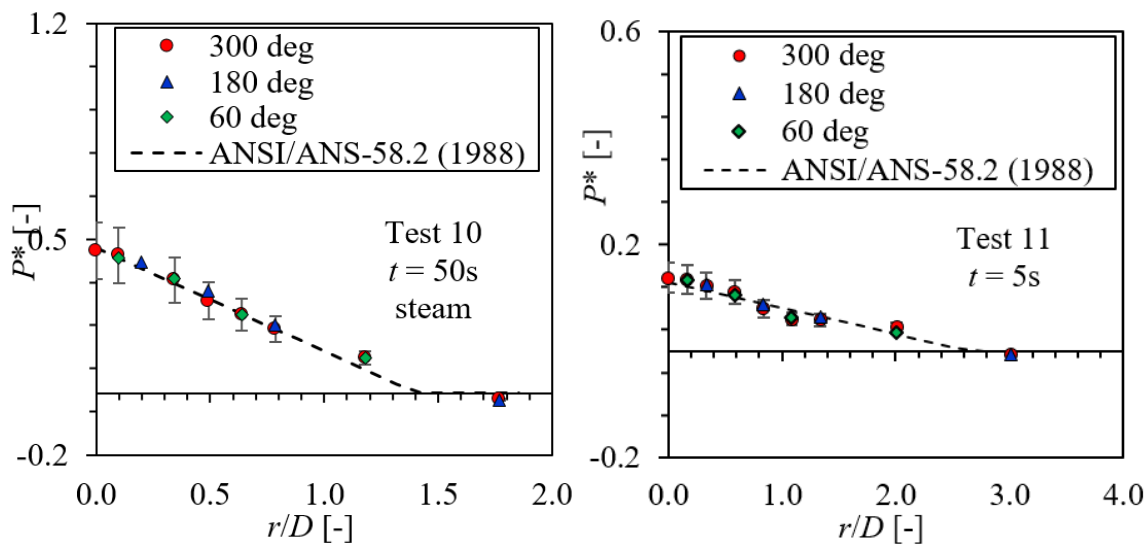 1.2
300 deg
180 deg
60 deg
ANSI/ANS-58.2 (1988)
P* [-]
0.5
Test 10
t = 50s
steam
-0.2
0.0 0.5 1.0 1.5 2.0
r/D [-]
0.6
300 deg
180 deg
60 deg
ANSI/ANS-58.2 (1988)
P* [-]
0.2
Test 11
t = 5s
-0.2
0.0 1.0 2.0 3.0 4.0
r/D [-]